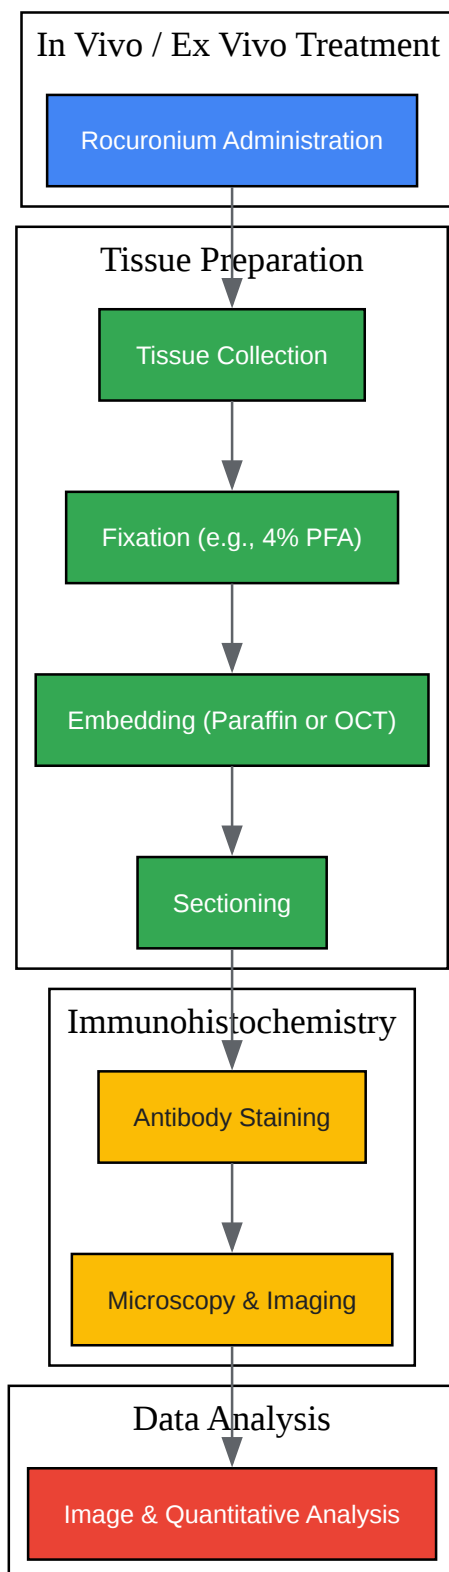 In Vivo / Ex Vivo Treatment
Rocuronium Administration
Tissue Preparation
Tissue Collection
Fixation (e.g., 4% PFA)
Embedding (Paraffin or OCT)
Sectioning
Immunohistochemistry
Antibody Staining
Microscopy & Imaging
Data Analysis
Image & Quantitative Analysis